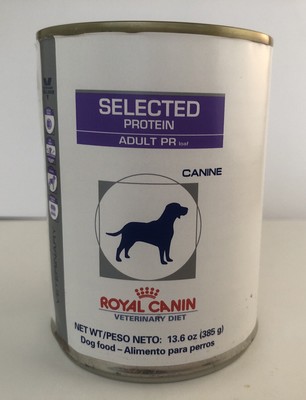 SELECTED
PROTEIN
ADULT PR loaf
CANINE
ROYAL CANIN
VETERINARY DIET
NET WT/PESO NETO: 13.6 oz (385 g)
Dog food – Alimento para perros